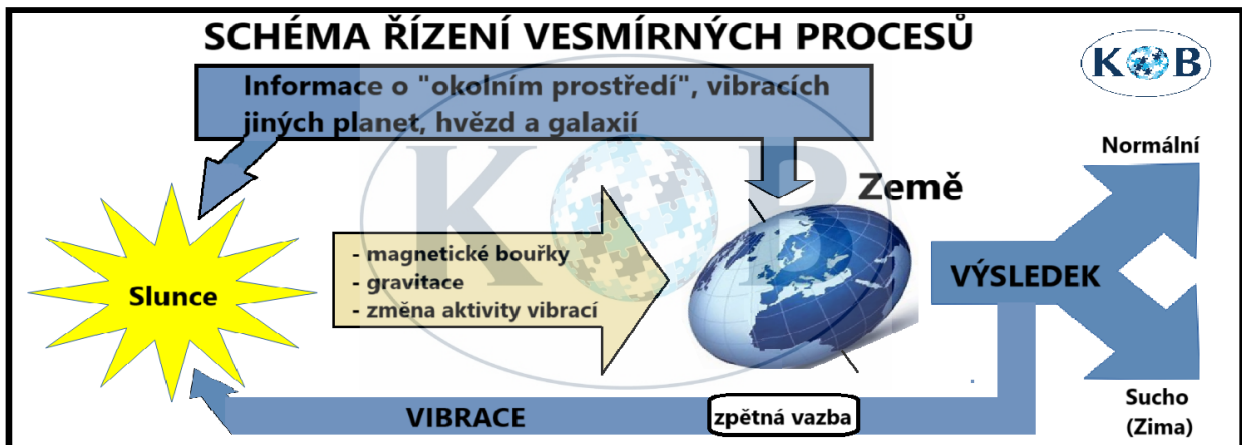 SCHÉMA ŘÍZENÍ VESMÍRNÝCH PROCESŮ
KOB
Informace o "okolním prostředí", vibracích
jiných planet, hvězd a galaxií
Normální
KOB
Země
- magnetické bouřky
- gravitace
- změna aktivity vibrací
Slunce
VÝSLEDEK
VIBRACE
zpětná vazba
Sucho
(Zima)